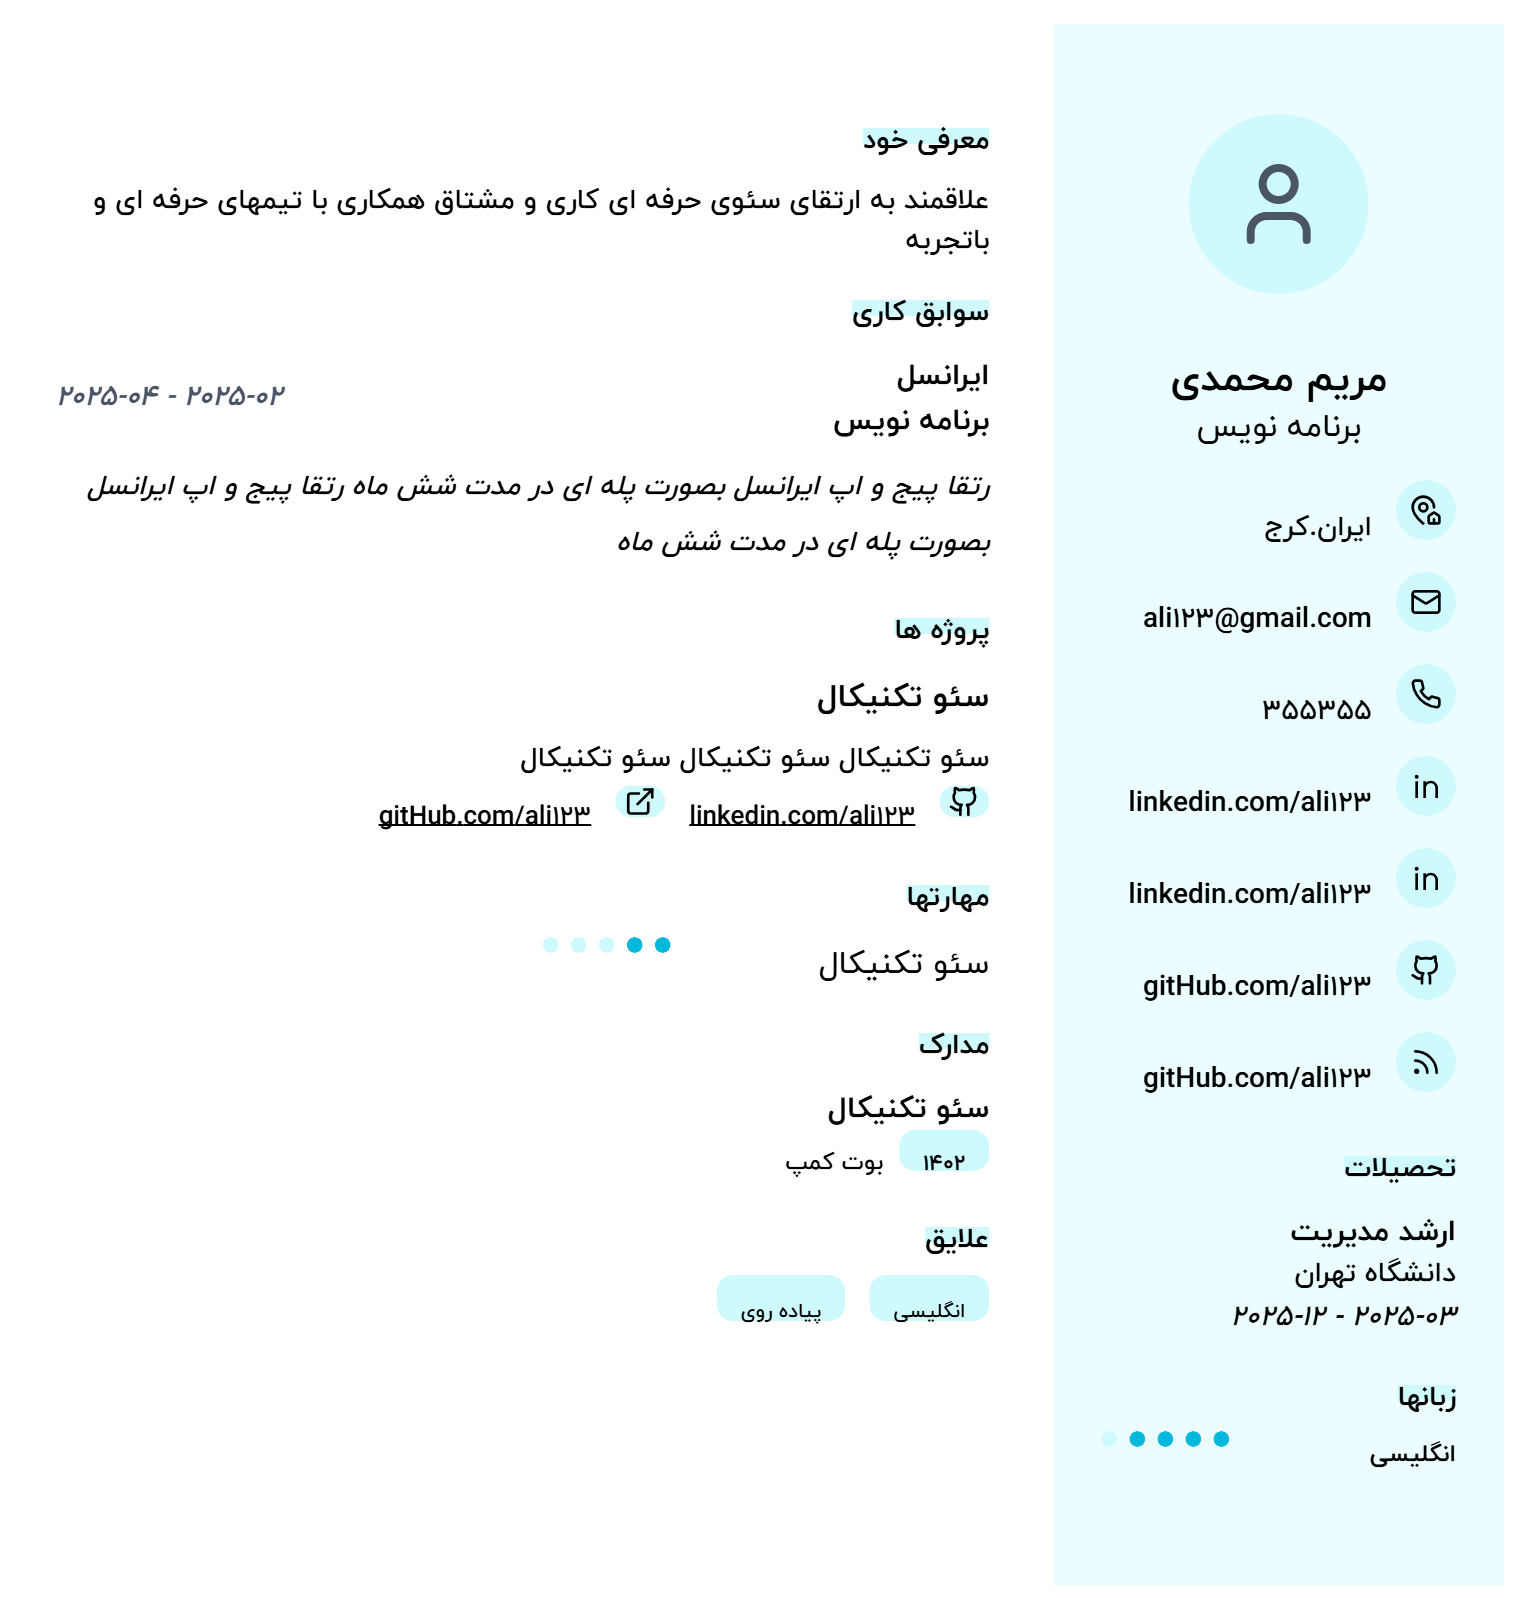 مریم محمدی
برنامه نویس
ایران.کرج
ali۱۲۳@gmail.com
۳۵۵۳۵۵
in
linkedin.com/ali۱۲۳
in
linkedin.com/ali۱۲۳
gitHub.com/ali۱۲۳
gitHub.com/ali۱۲۳
تحصیلات
ارشد مدیریت
دانشگاه تهران
۲۰۲۵-۰۳ - ۲۰۲۵-۱۲
زبانها
انگلیسی
معرفی خود
علاقمند به ارتقای سئوی حرفه ای کاری و مشتاق همکاری با تیمهای حرفه ای و
باتجربه
سوابق کاری
ایرانسل
برنامه نویس
۲۰۲۵-۰۲ - ۲۰۲۵-۰۴
رتقا پیج و اپ ایرانسل بصورت پله ای در مدت شش ماه رتقا پیج و اپ ایرانسل
بصورت پله ای در مدت شش ماه
پروژه ها
سئو تکنیکال
سئو تکنیکال سئو تکنیکال سئو تکنیکال
linkedin.com/ali۱۲۳ gitHub.com/ali۱۲۳
مهارتها
سئو تکنیکال
مدارک
سئو تکنیکال
۱۴۰۲ بوت کمپ
علایق
انگلیسی پیاده روی